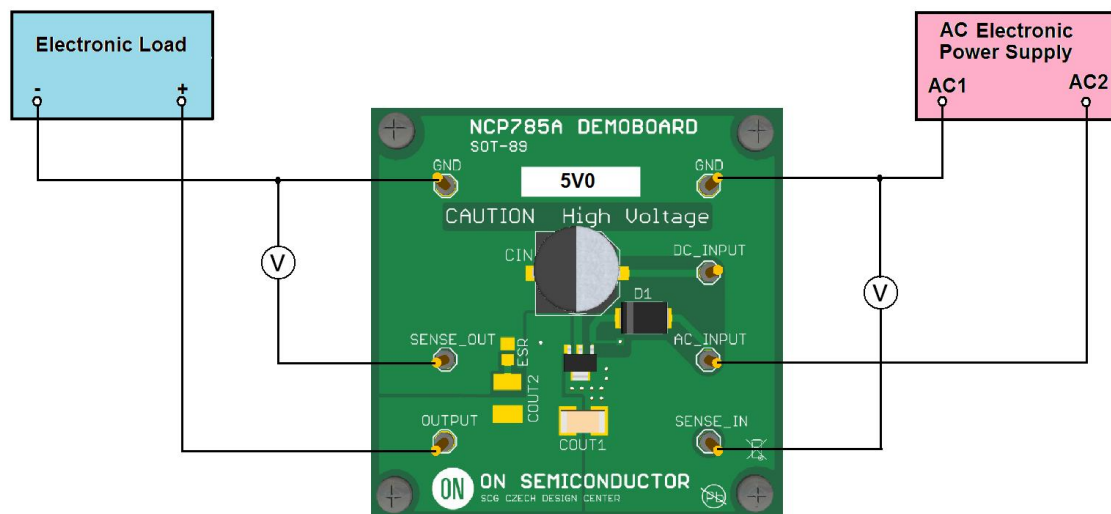 Electronic Load
- +
AC Electronic
Power Supply
AC1 AC2
NCP785A DEMOBOARD
SOT-89
GND
GND
5V0
CAUTION High Voltage
CIN
DC_INPUT
V
V
D1
SENSE_OUT
ESR
AC_INPUT
COUT2
OUTPUT
COUT1
SENSE_IN
ON
ON SEMICONDUCTOR
SCG CZECH DESIGN CENTER
Pb